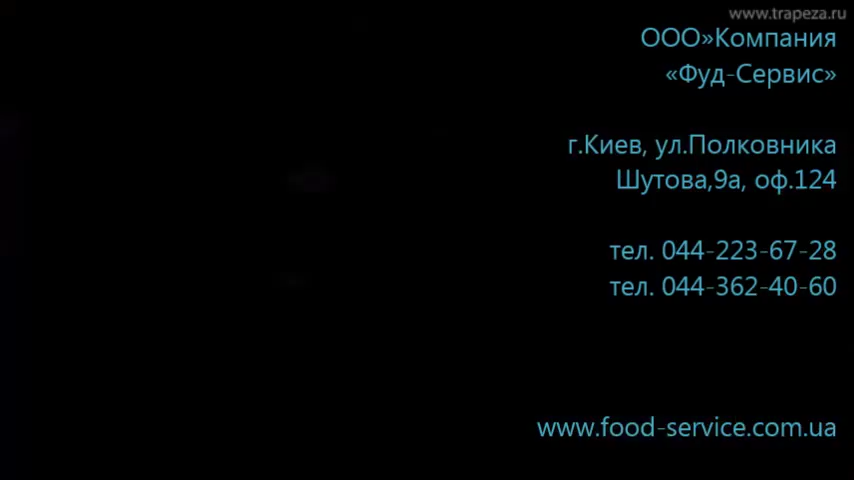 www.trapeza.ru
ООО»Компания
«Фуд-Сервис»
г.Киев, ул.Полковника
Шутова,9а, оф.124
тел. 044-223-67-28
тел. 044-362-40-60
www.food-service.com.ua